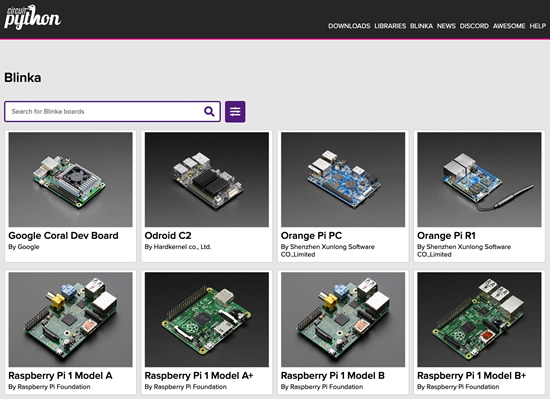 circuit
python
DOWNLOADS LIBRARIES BLINKA NEWS DISCORD AWESOME HELP
Blinka
Search for Blinka boards
Google Coral Dev Board
By Google
Odroid C2
By Hardkernel co., Ltd.
Orange Pi PC
By Shenzhen Xunlong Software
CO.,Limited
Orange Pi R1
By Shenzhen Xunlong Software
CO.,Limited
Raspberry Pi 1 Model A
By Raspberry Pi Foundation
Raspberry Pi 1 Model A+
By Raspberry Pi Foundation
Raspberry Pi 1 Model B
By Raspberry Pi Foundation
Raspberry Pi 1 Model B+
By Raspberry Pi Foundation